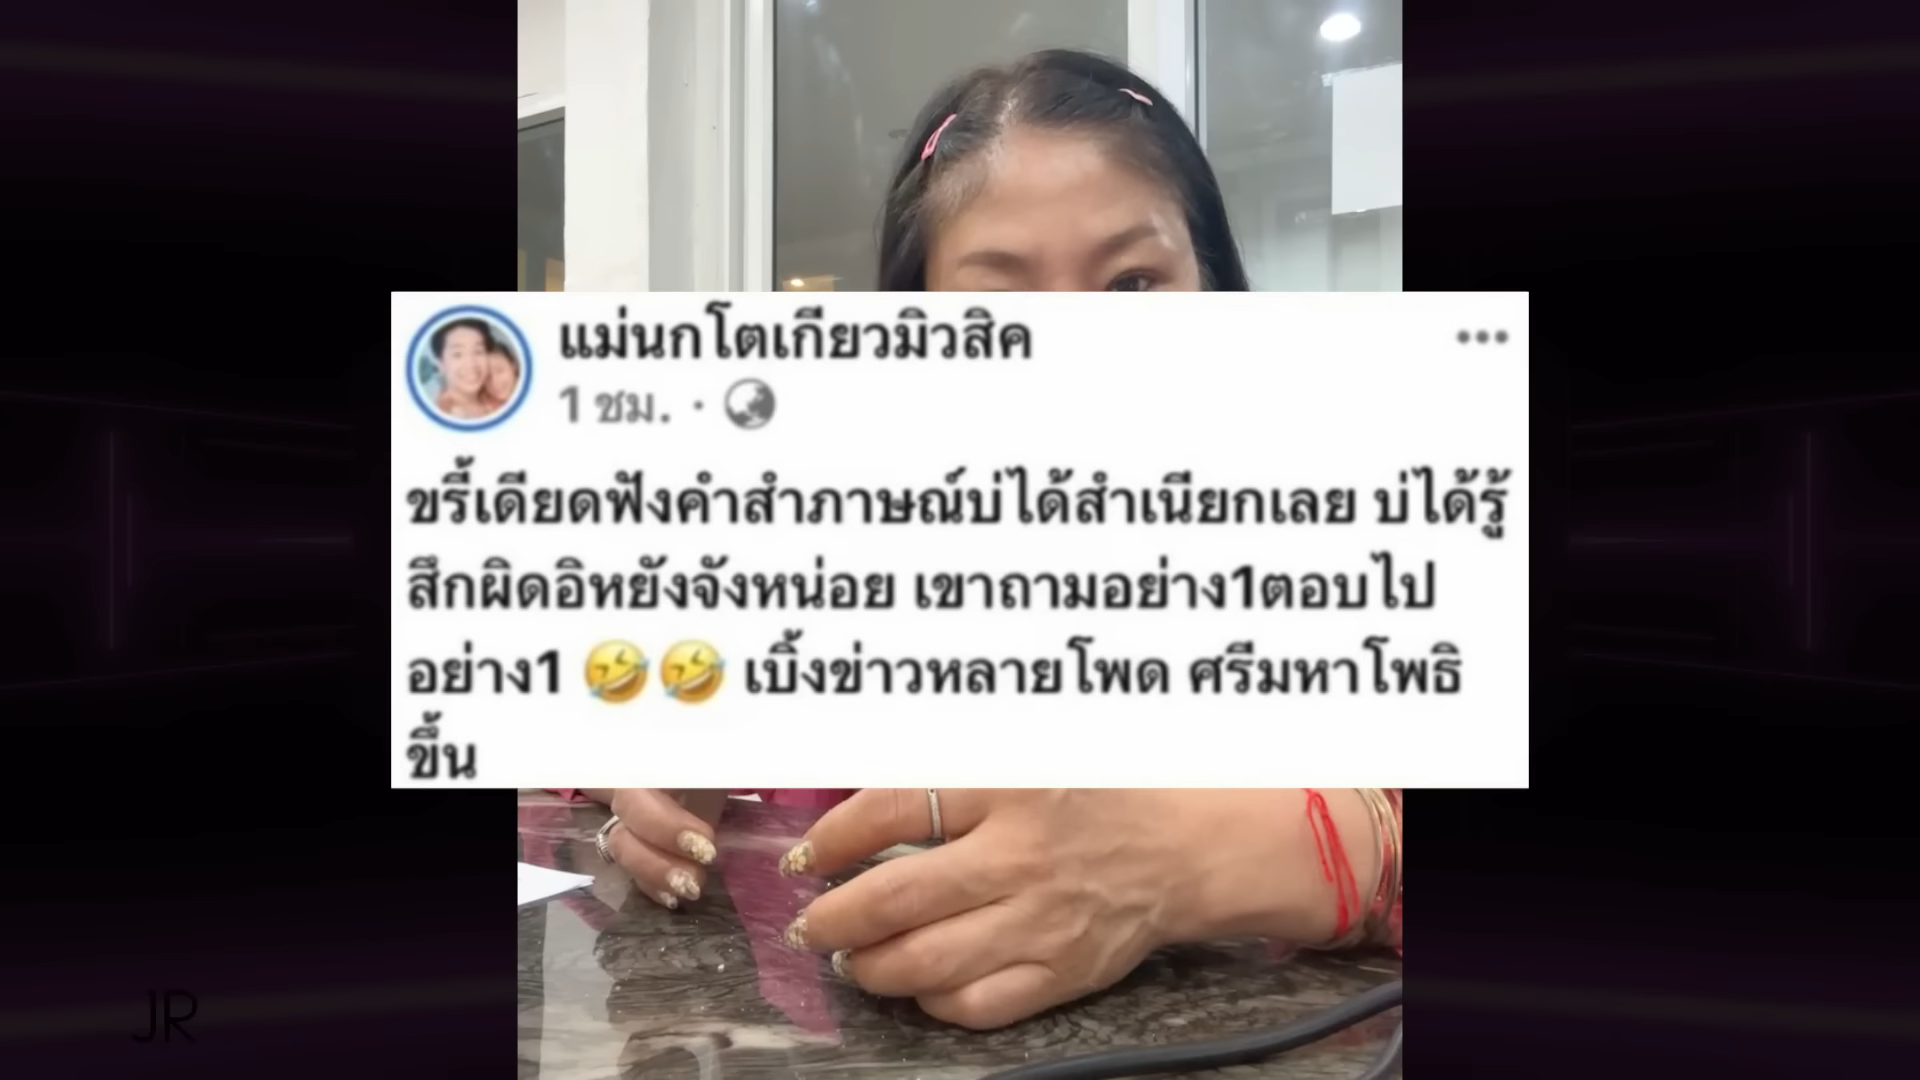 แม่นกโตเกียวมิวสิค
1 ชม. ·
ขรี้เดียดฟังคำสำภาษณ์บ่ได้สำเนียกเลย บ่ได้รู้
สึกผิดอิหยังจังหน่อย เขาถามอย่าง1ตอบไป
อย่าง1 🤣🤣 เบิ้งข่าวหลายโพด ศรีมหาโพธิ
ขึ้น
JR